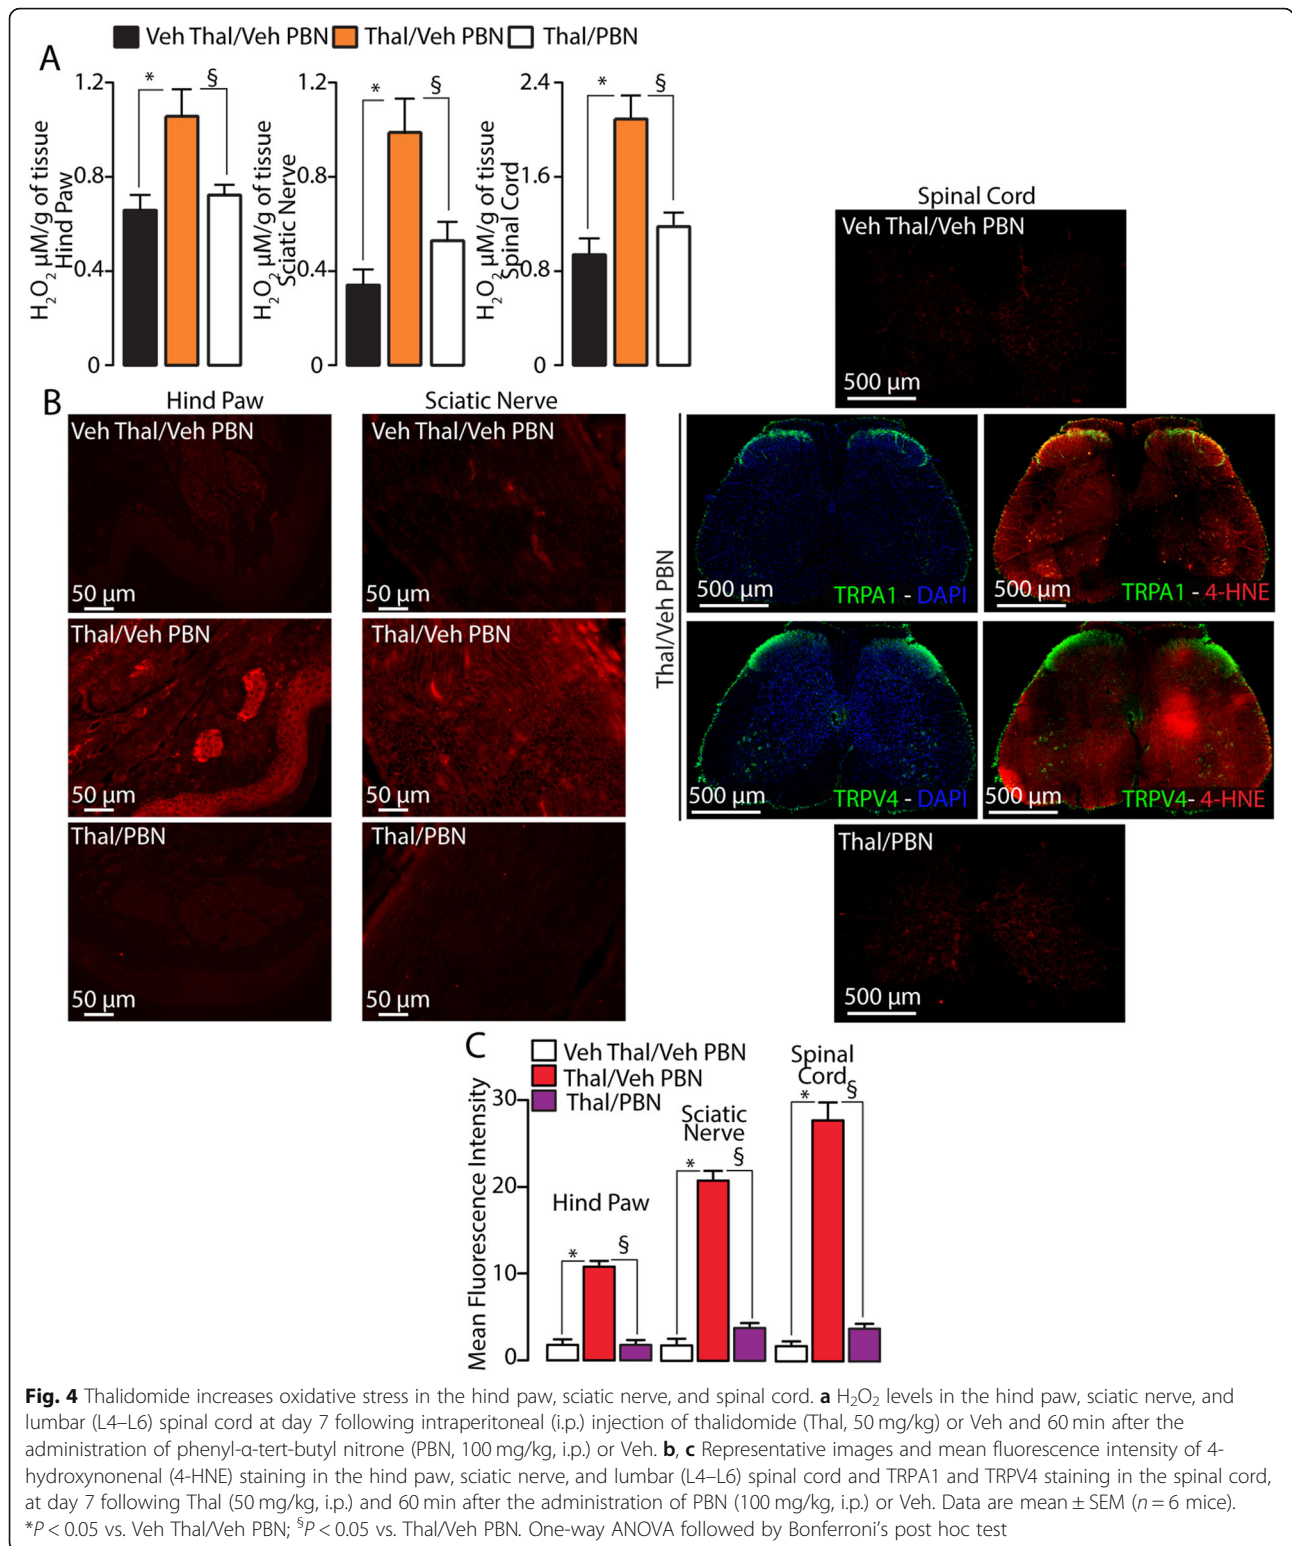 A
Veh Thal/Veh PBN Thal/Veh PBN Thal/PBN
H2O2 µM/g of tissue
Hind Paw
1.2
0.8
0.4
0
* §
H2O2 µM/g of tissue
Sciatic Nerve
1.2
0.8
0.4
0
* §
H2O2 µM/g of tissue
Spinal Cord
2.4
1.6
0.8
0
* §
B
Hind Paw
Veh Thal/Veh PBN
50 µm
Thal/Veh PBN
50 µm
Thal/PBN
50 µm
Sciatic Nerve
Veh Thal/Veh PBN
50 µm
Thal/Veh PBN
50 µm
Thal/PBN
50 µm
Spinal Cord
Veh Thal/Veh PBN
500 µm
Thal/Veh PBN
500 µm
TRPA1 - DAPI
500 µm
TRPA1 - 4-HNE
500 µm
TRPV4 - DAPI
500 µm
TRPV4- 4-HNE
Thal/PBN
500 µm
C
Veh Thal/Veh PBN
Thal/Veh PBN
Thal/PBN
Mean Fluorescence Intensity
30
20
10
0
Hind Paw
* §
Sciatic
Nerve
* §
Spinal
Cord
* §
Fig. 4 Thalidomide increases oxidative stress in the hind paw, sciatic nerve, and spinal cord. a H2O2 levels in the hind paw, sciatic nerve, and
lumbar (L4–L6) spinal cord at day 7 following intraperitoneal (i.p.) injection of thalidomide (Thal, 50 mg/kg) or Veh and 60 min after the
administration of phenyl-α-tert-butyl nitrone (PBN, 100 mg/kg, i.p.) or Veh. b, c Representative images and mean fluorescence intensity of 4-
hydroxynonenal (4-HNE) staining in the hind paw, sciatic nerve, and lumbar (L4–L6) spinal cord and TRPA1 and TRPV4 staining in the spinal cord,
at day 7 following Thal (50 mg/kg, i.p.) and 60 min after the administration of PBN (100 mg/kg, i.p.) or Veh. Data are mean ± SEM (n = 6 mice).
*P < 0.05 vs. Veh Thal/Veh PBN; §P < 0.05 vs. Thal/Veh PBN. One-way ANOVA followed by Bonferroni's post hoc test